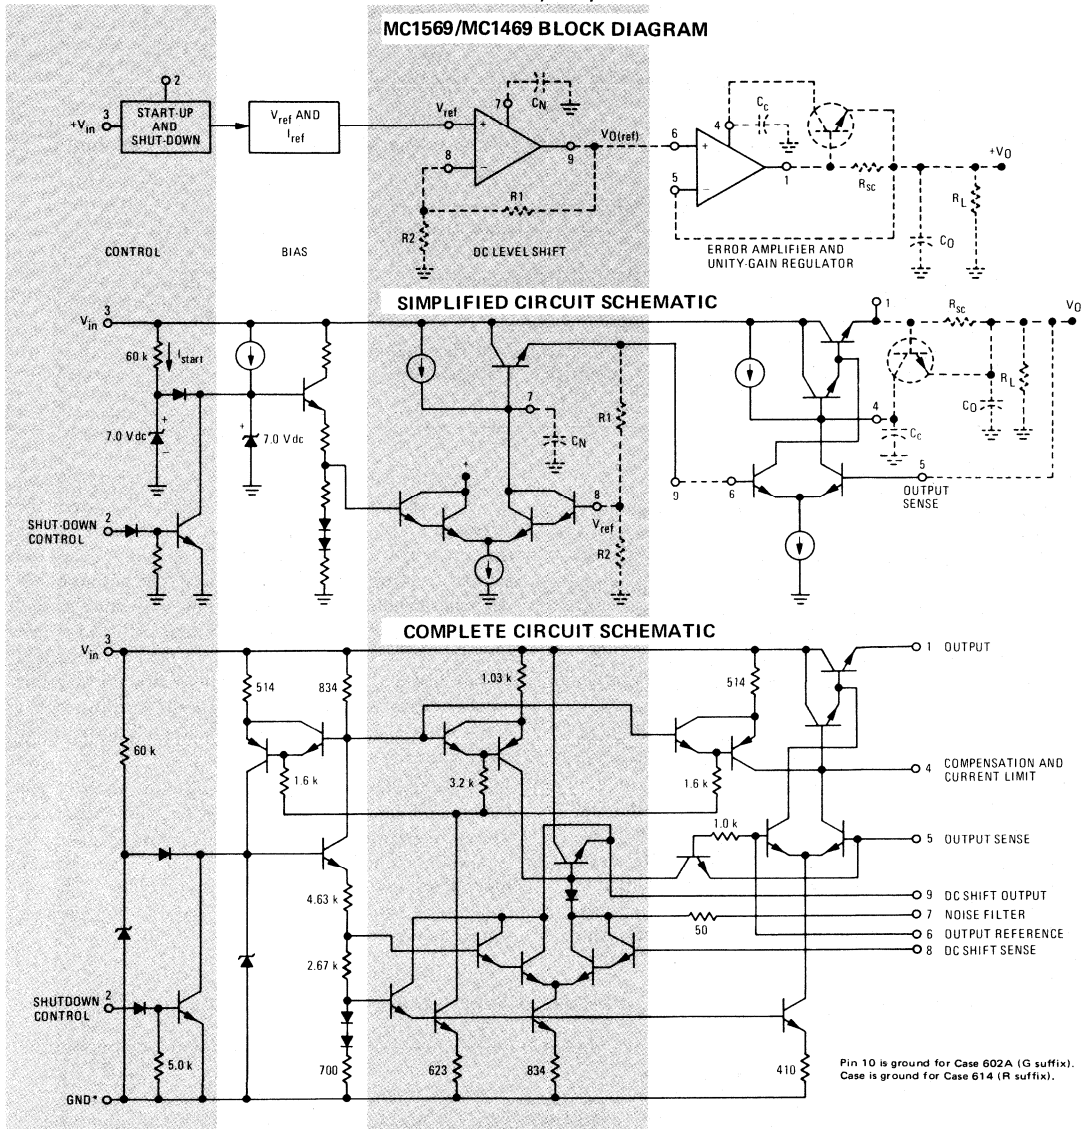 MC1569/MC1469 BLOCK DIAGRAM
2
3
+Vin
START-UP
AND
SHUT-DOWN
Vref AND
Iref
Vref
7
CN
8
9
VO(ref)
R1
R2
6
5
4
Cc
1
Rsc
+VO
RL
CO
CONTROL
BIAS
DC LEVEL SHIFT
ERROR AMPLIFIER AND
UNITY-GAIN REGULATOR
SIMPLIFIED CIRCUIT SCHEMATIC
Vin
3
60 k
Istart
7.0 Vdc
7.0 Vdc
SHUT-DOWN
CONTROL
2
7
CN
R1
8
Vref
R2
9
6
1
Rsc
VO
RL
CO
4
Cc
5
OUTPUT
SENSE
COMPLETE CIRCUIT SCHEMATIC
Vin
3
514
834
1.03 k
514
1 OUTPUT
60 k
1.6 k
3.2 k
1.6 k
4 COMPENSATION AND
CURRENT LIMIT
1.0 k
5 OUTPUT SENSE
4.63 k
9 DC SHIFT OUTPUT
7 NOISE FILTER
50
6 OUTPUT REFERENCE
8 DC SHIFT SENSE
2.67 k
SHUTDOWN
CONTROL
2
5.0 k
700
623
834
410
GND*
Pin 10 is ground for Case 602A (G suffix).
Case is ground for Case 614 (R suffix).